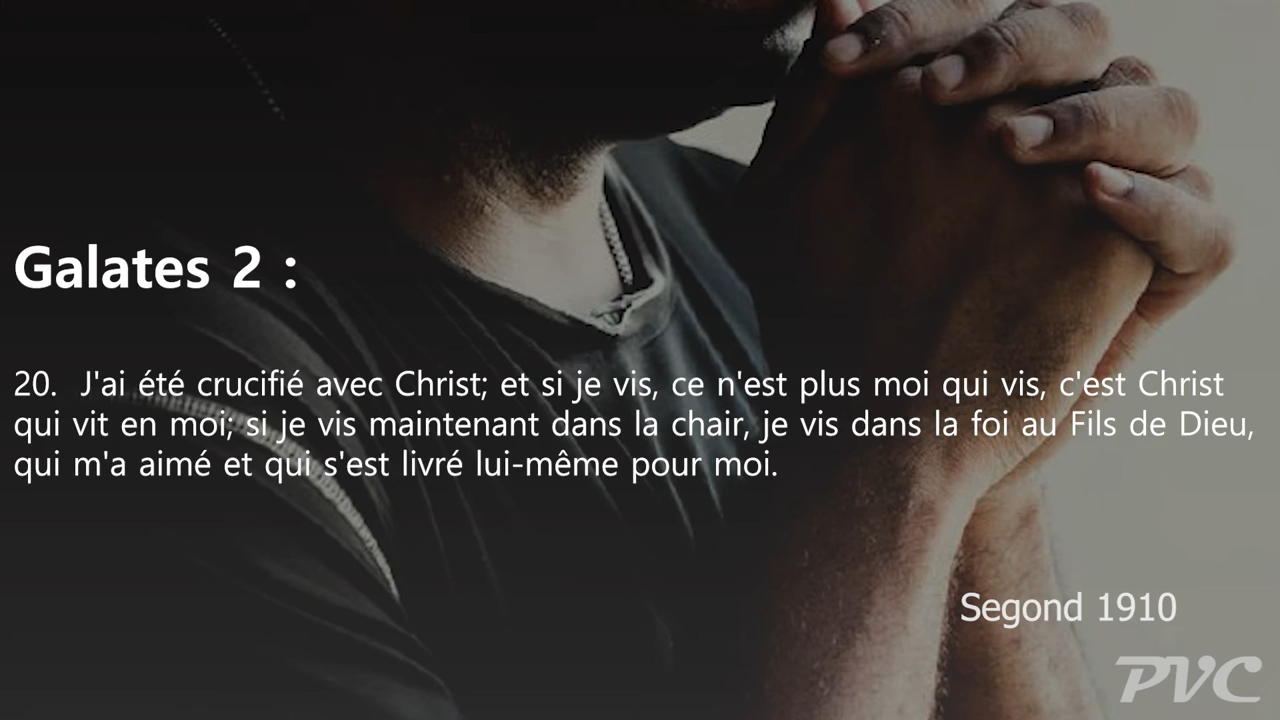 Galates 2 :
20. J'ai été crucifié avec Christ; et si je vis, ce n'est plus moi qui vis, c'est Christ
qui vit en moi; si je vis maintenant dans la chair, je vis dans la foi au Fils de Dieu,
qui m'a aimé et qui s'est livré lui-même pour moi.
Segond 1910
PVC